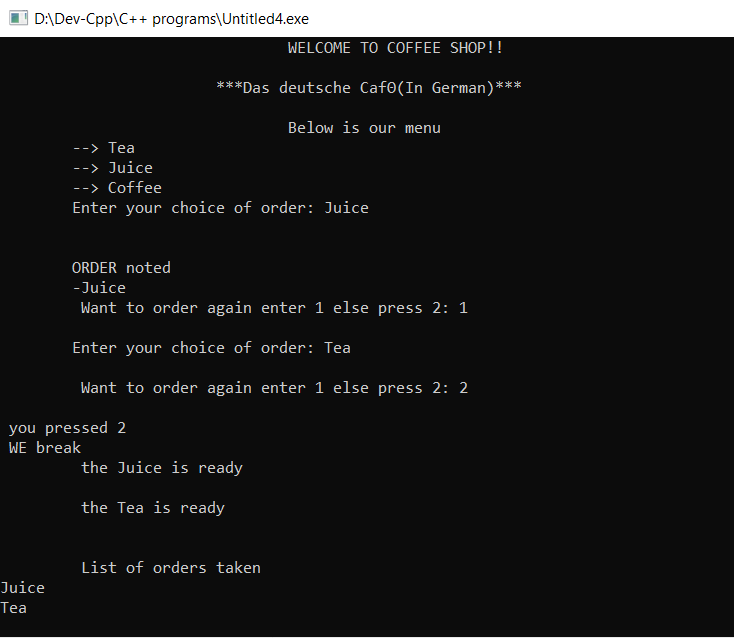 D:\Dev-Cpp\C++ programs\Untitled4.exe
WELCOME TO COFFEE SHOP!!
***Das deutsche CafΘ(In German)***
Below is our menu
--> Tea
--> Juice
--> Coffee
Enter your choice of order: Juice
ORDER noted
-Juice
Want to order again enter 1 else press 2: 1
Enter your choice of order: Tea
Want to order again enter 1 else press 2: 2
you pressed 2
WE break
the Juice is ready
the Tea is ready
List of orders taken
Juice
Tea